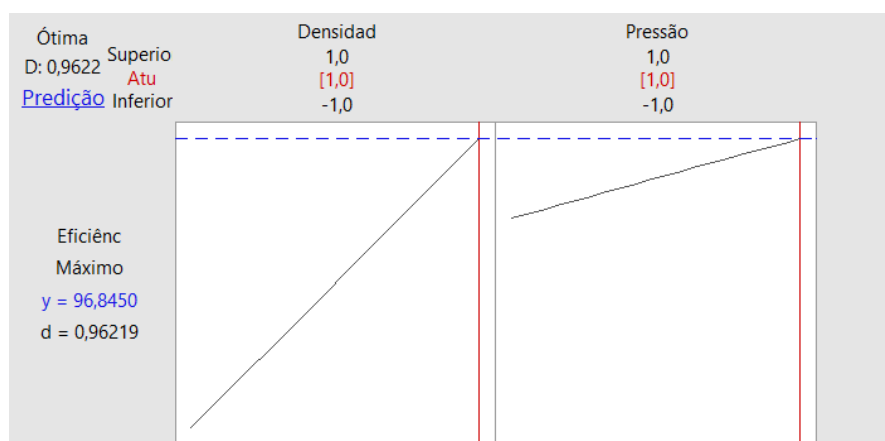 Ótima
D: 0,9622
Predição
Superio
Atu
Inferior
Densidad
1,0
[1,0]
-1,0
Pressão
1,0
[1,0]
-1,0
Eficiênc
Máximo
y = 96,8450
d = 0,96219